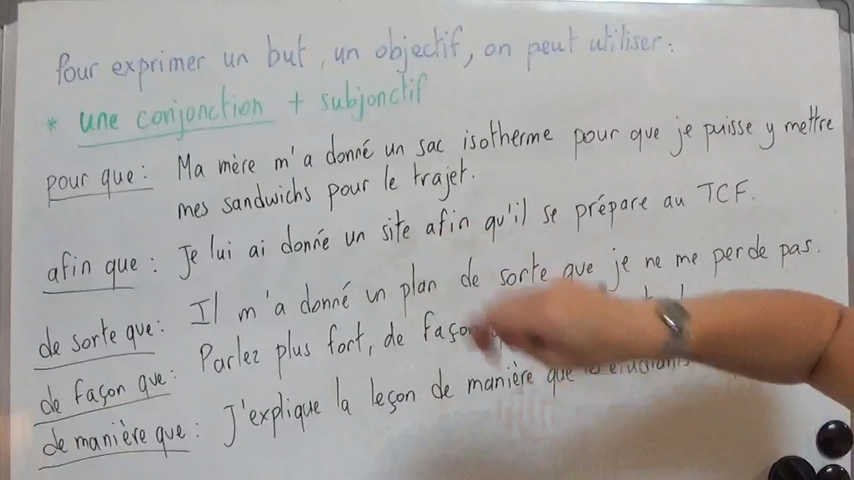 Pour exprimer un but, un objectif, on peut utiliser:
* une conjonction + subjonctif
pour que: Ma mère m'a donné un sac isotherme pour que je puisse y mettre
mes sandwichs pour le trajet.
afin que: Je lui ai donné un site afin qu'il se prépare au TCF.
de sorte que: Il m'a donné un plan de sorte que je ne me perde pas.
de façon que: Parlez plus fort, de façon
de manière que: J'explique la leçon de manière que